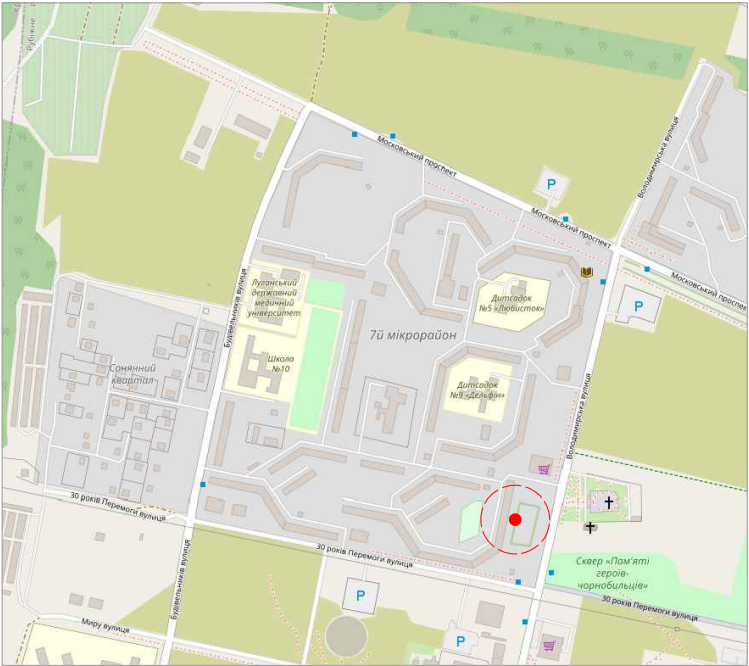 Рубіжне
Московський проспект
Володимирська вулиця
P
Московський проспект
Московський проспект
P
Будівельників вулиця
Луганський
державний
медичний
університет
Дитсадок
№5 «Любисток»
7й мікрорайон
Школа
№10
Сонячний
квартал
Дитсадок
№9 «Дельфін»
Володимирська вулиця
30 років Перемоги вулиця
30 років Перемоги вулиця
Сквер «Пам'яті
героїв-
чорнобильців»
Будівельників вулиця
P
30 років Перемоги вулиця
Миру вулиця
P